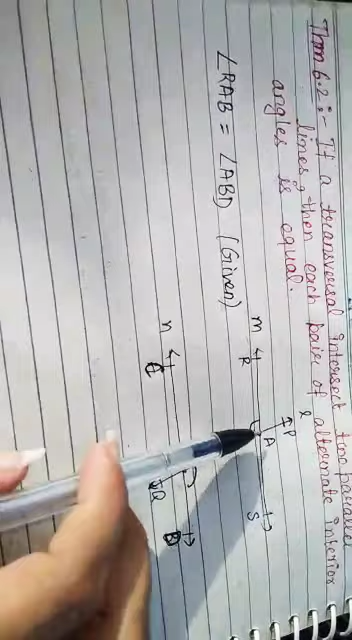 Thm 6.2:- If a transversal intersect two parallel
lines, then each pair of alternate interior
angles is equal.
∠RAB = ∠ABD (Given)
l
P
m R A S
n C D
Q